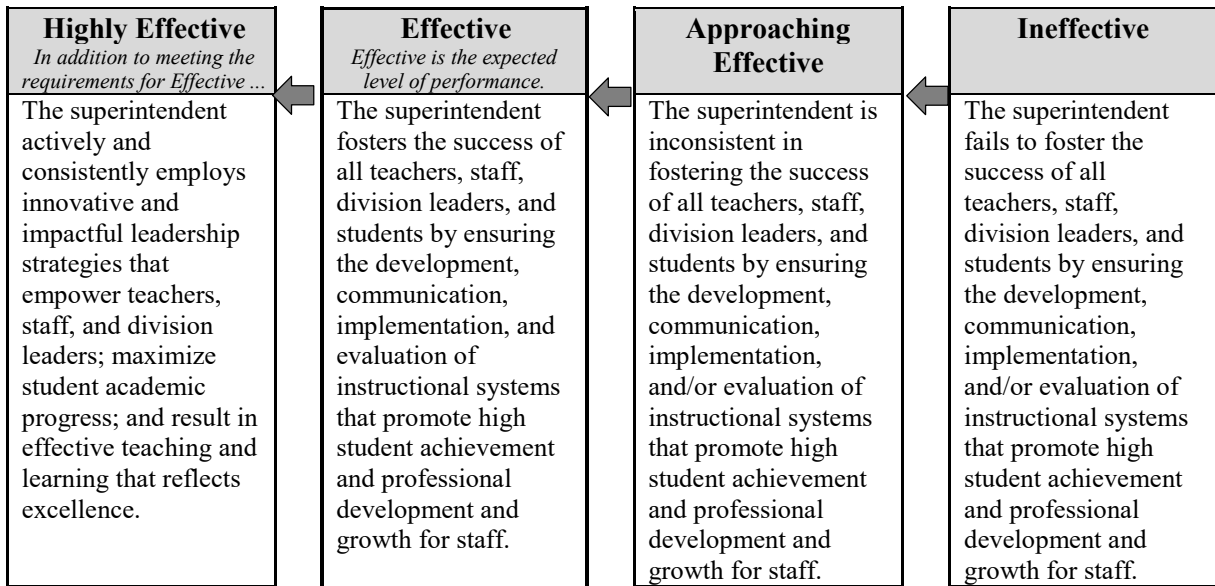 Highly Effective
In addition to meeting the
requirements for Effective ...
The superintendent
actively and
consistently employs
innovative and
impactful leadership
strategies that
empower teachers,
staff, and division
leaders; maximize
student academic
progress; and result in
effective teaching and
learning that reflects
excellence.
Effective
Effective is the expected
level of performance.
The superintendent
fosters the success of
all teachers, staff,
division leaders, and
students by ensuring
the development,
communication,
implementation, and
evaluation of
instructional systems
that promote high
student achievement
and professional
development and
growth for staff.
Approaching
Effective
The superintendent is
inconsistent in
fostering the success
of all teachers, staff,
division leaders, and
students by ensuring
the development,
communication,
implementation,
and/or evaluation of
instructional systems
that promote high
student achievement
and professional
development and
growth for staff.
Ineffective
The superintendent
fails to foster the
success of all
teachers, staff,
division leaders, and
students by ensuring
the development,
communication,
implementation,
and/or evaluation of
instructional systems
that promote high
student achievement
and professional
development and
growth for staff.